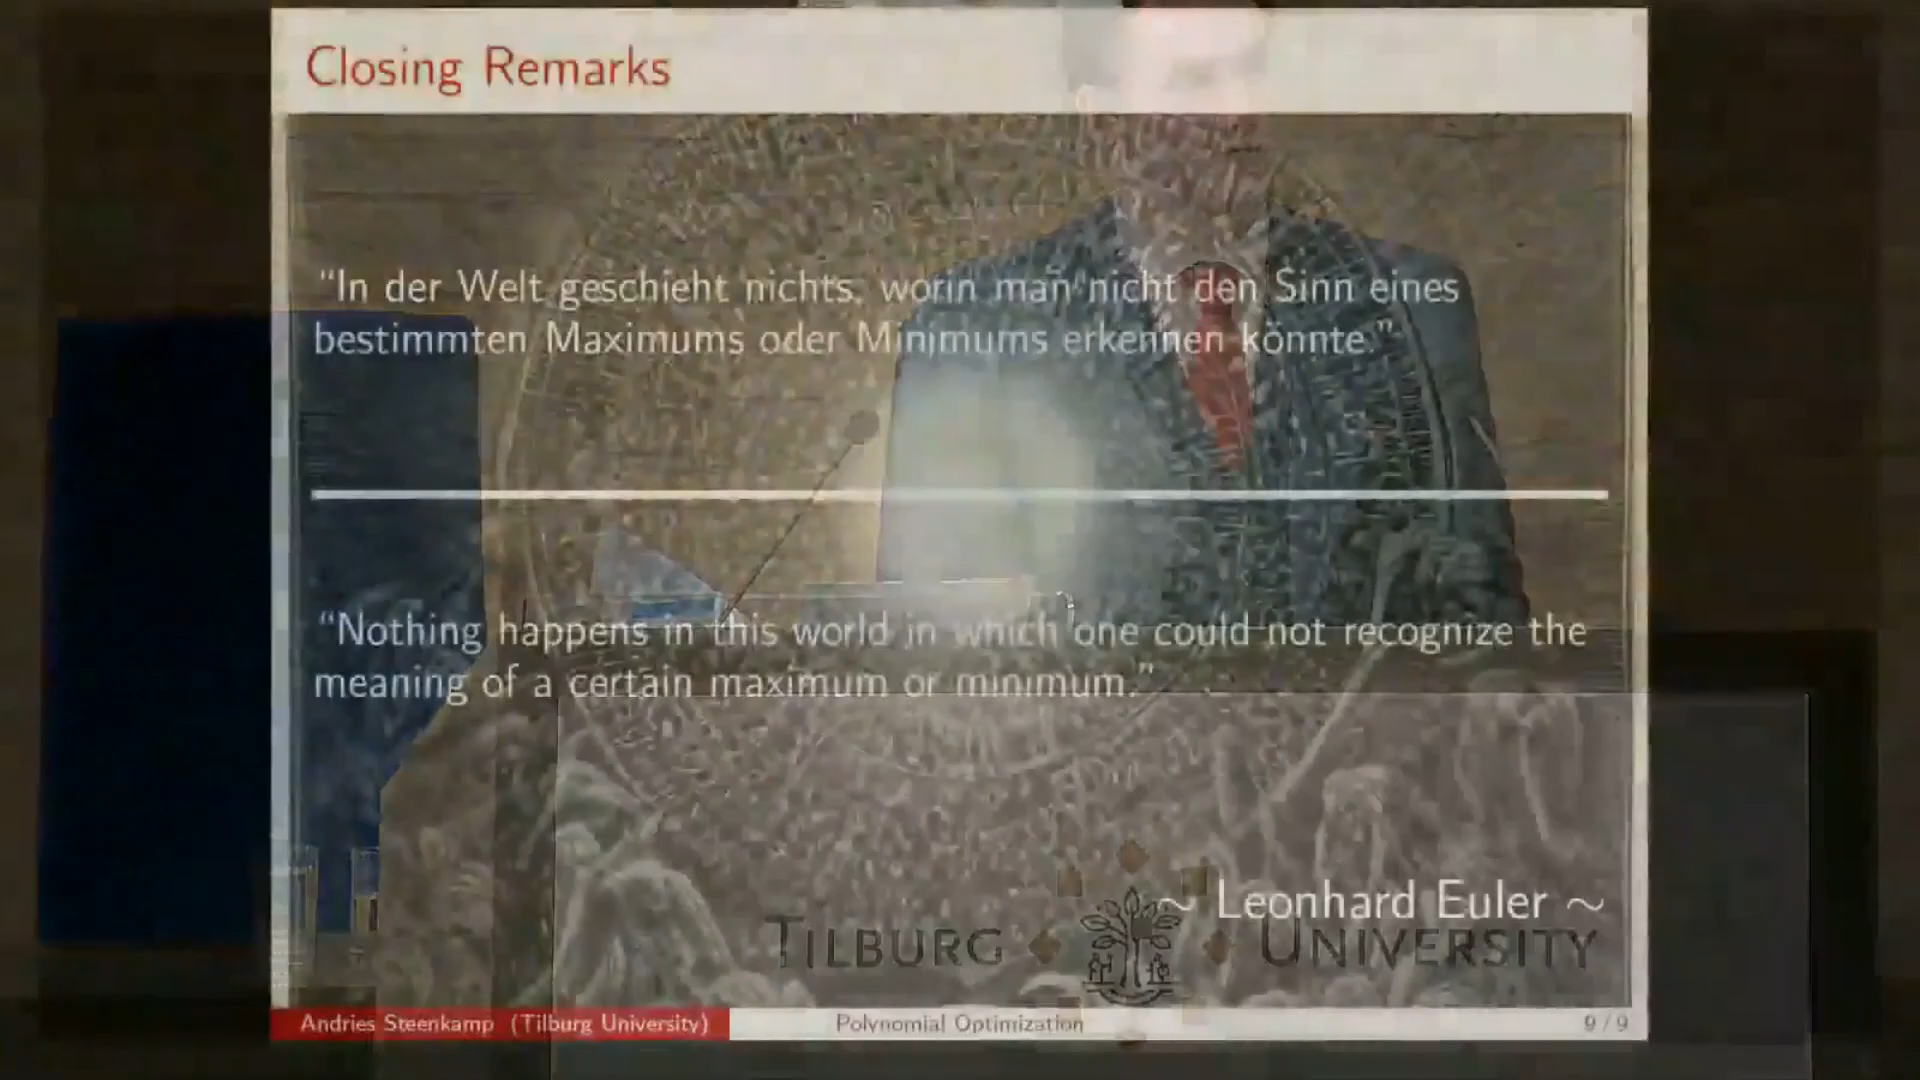 Closing Remarks
“In der Welt geschieht nichts, worin man nicht den Sinn eines
bestimmten Maximums oder Minimums erkennen könnte.”
“Nothing happens in this world in which one could not recognize the
meaning of a certain maximum or minimum.”
~ Leonhard Euler ~
TILBURG UNIVERSITY
Andries Steenkamp (Tilburg University) Polynomial Optimization 9 / 9